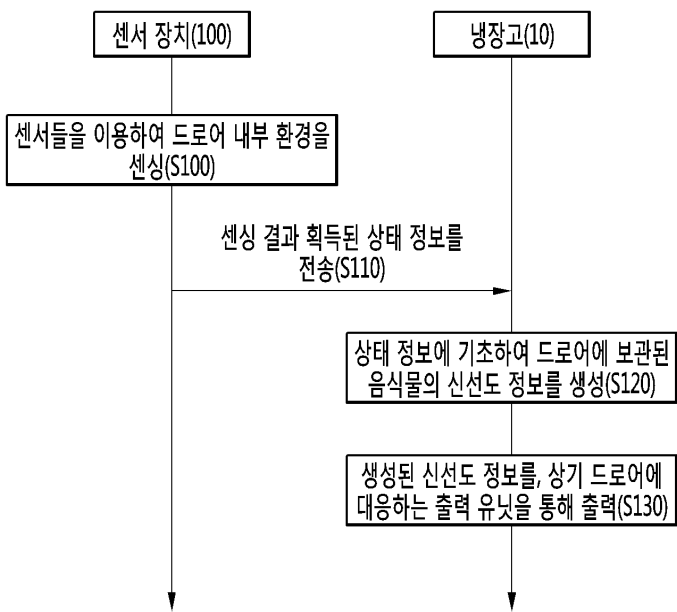 센서 장치(100)
냉장고(10)
센서들을 이용하여 드로어 내부 환경을
센싱(S100)
센싱 결과 획득된 상태 정보를
전송(S110)
상태 정보에 기초하여 드로어에 보관된
음식물의 신선도 정보를 생성(S120)
생성된 신선도 정보를, 상기 드로어에
대응하는 출력 유닛을 통해 출력(S130)